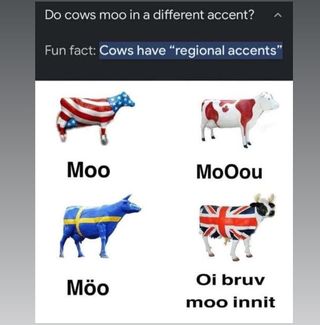 Do cows moo in a different accent?
Fun fact: Cows have “regional accents”
Moo
MoOou
Möo
Oi bruv
moo innit